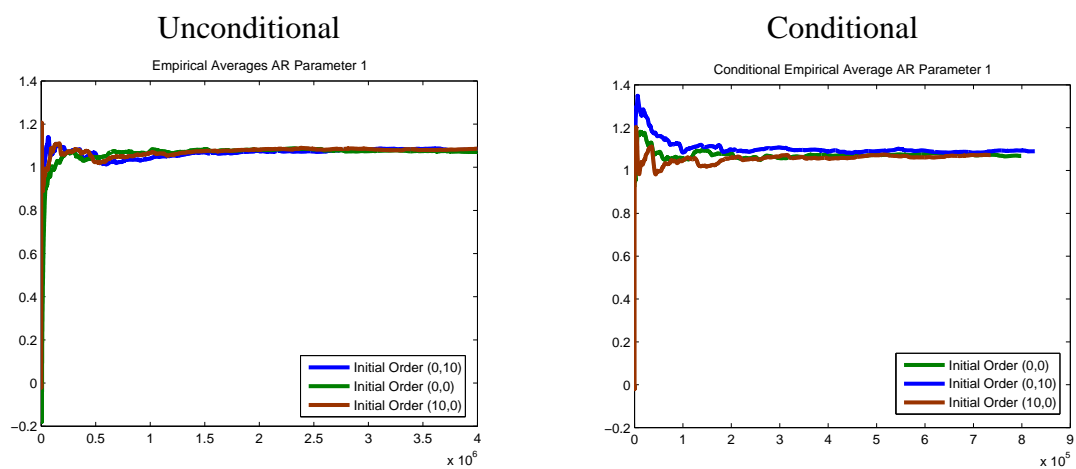 Unconditional
Empirical Averages AR Parameter 1
1.4
1.2
1
0.8
0.6
0.4
0.2
0
−0.2
0 0.5 1 1.5 2 2.5 3 3.5 4
x 10^6
Initial Order (0,10)
Initial Order (0,0)
Initial Order (10,0)
Conditional
Conditional Empirical Average AR Parameter 1
1.4
1.2
1
0.8
0.6
0.4
0.2
0
−0.2
0 1 2 3 4 5 6 7 8 9
x 10^5
Initial Order (0,0)
Initial Order (0,10)
Initial Order (10,0)